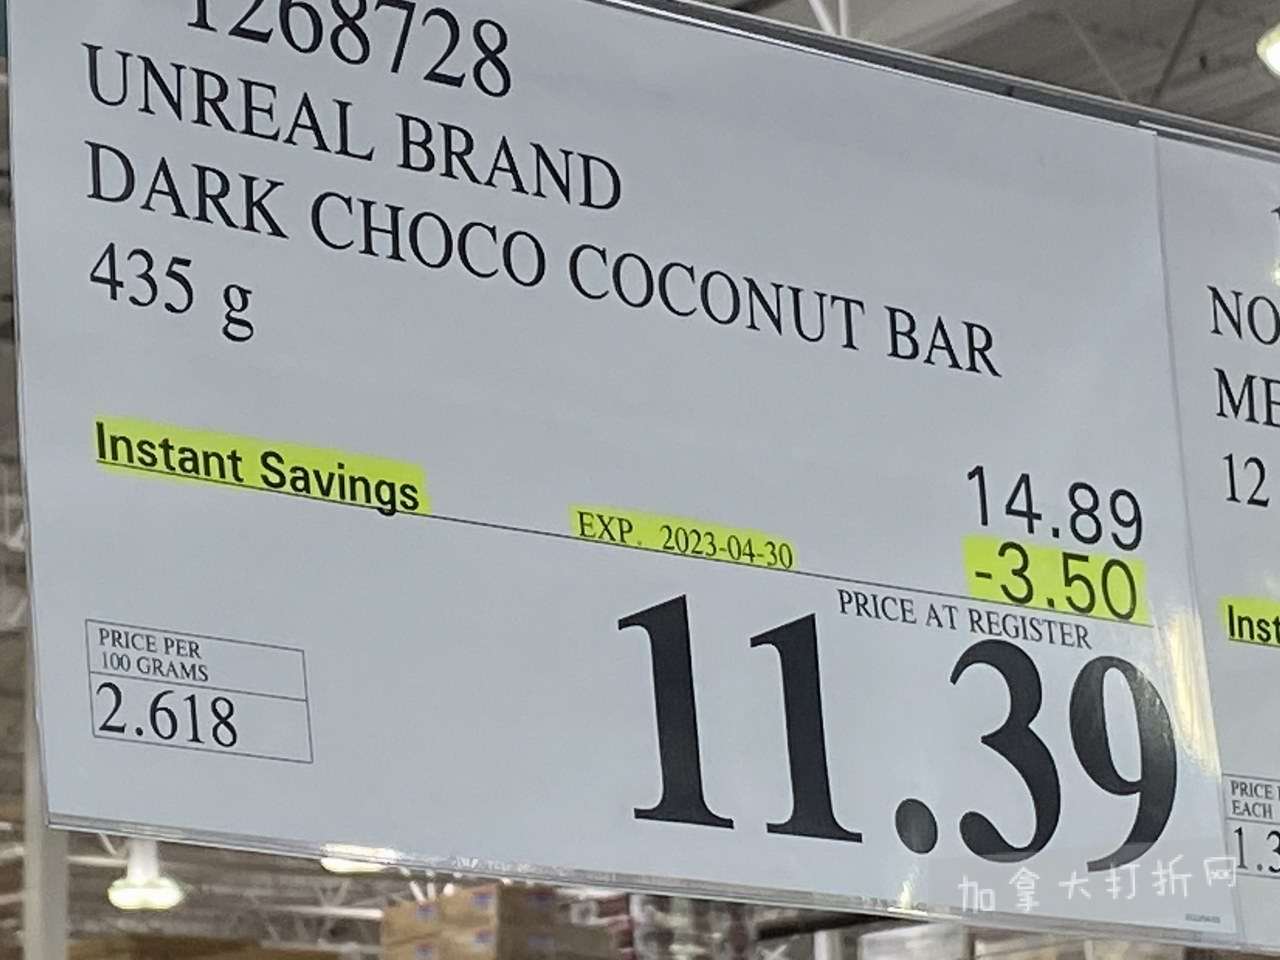 1268728
UNREAL BRAND
DARK CHOCO COCONUT BAR
435 g
Instant Savings
EXP. 2023-04-30
14.89
-3.50
PRICE AT REGISTER
11.39
PRICE PER
100 GRAMS
2.618
NO
ME
12
Inst
PRICE
EACH
1.3
加拿大打折网